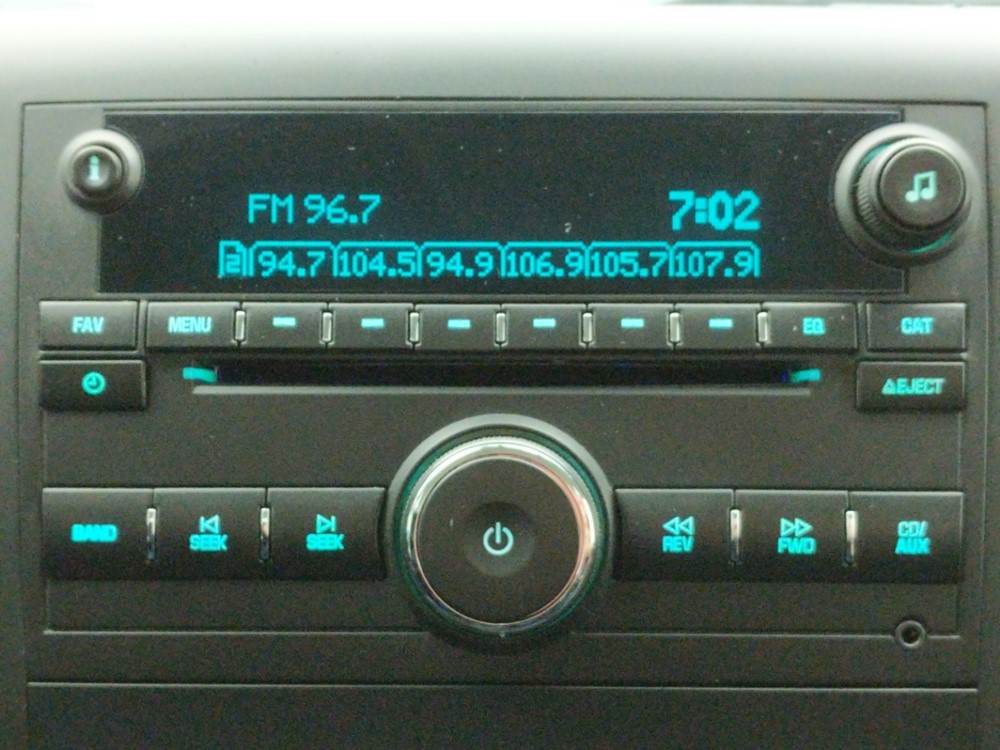 i
FM 96.7 7:02
2 94.7 104.5 94.9 106.9 105.7 107.9
FAV MENU EQ CAT
EJECT
BAND SEEK SEEK REV FWD CD/
AUX